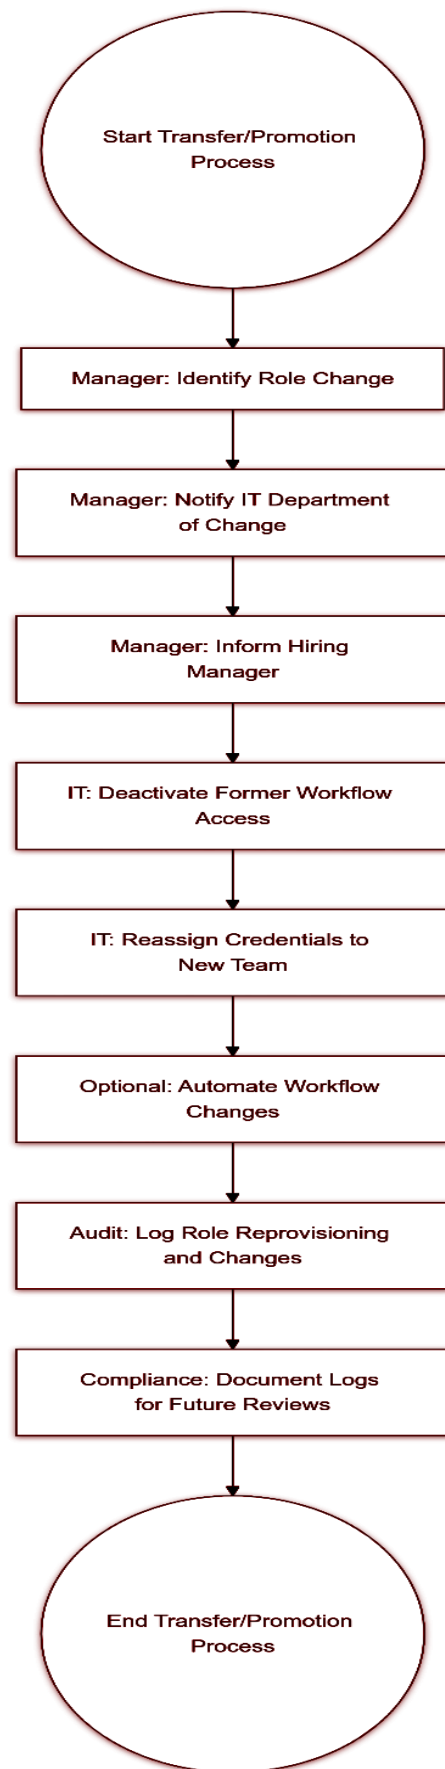 Start Transfer/Promotion
Process
Manager: Identify Role Change
Manager: Notify IT Department
of Change
Manager: Inform Hiring
Manager
IT: Deactivate Former Workflow
Access
IT: Reassign Credentials to
New Team
Optional: Automate Workflow
Changes
Audit: Log Role Reprovisioning
and Changes
Compliance: Document Logs
for Future Reviews
End Transfer/Promotion
Process